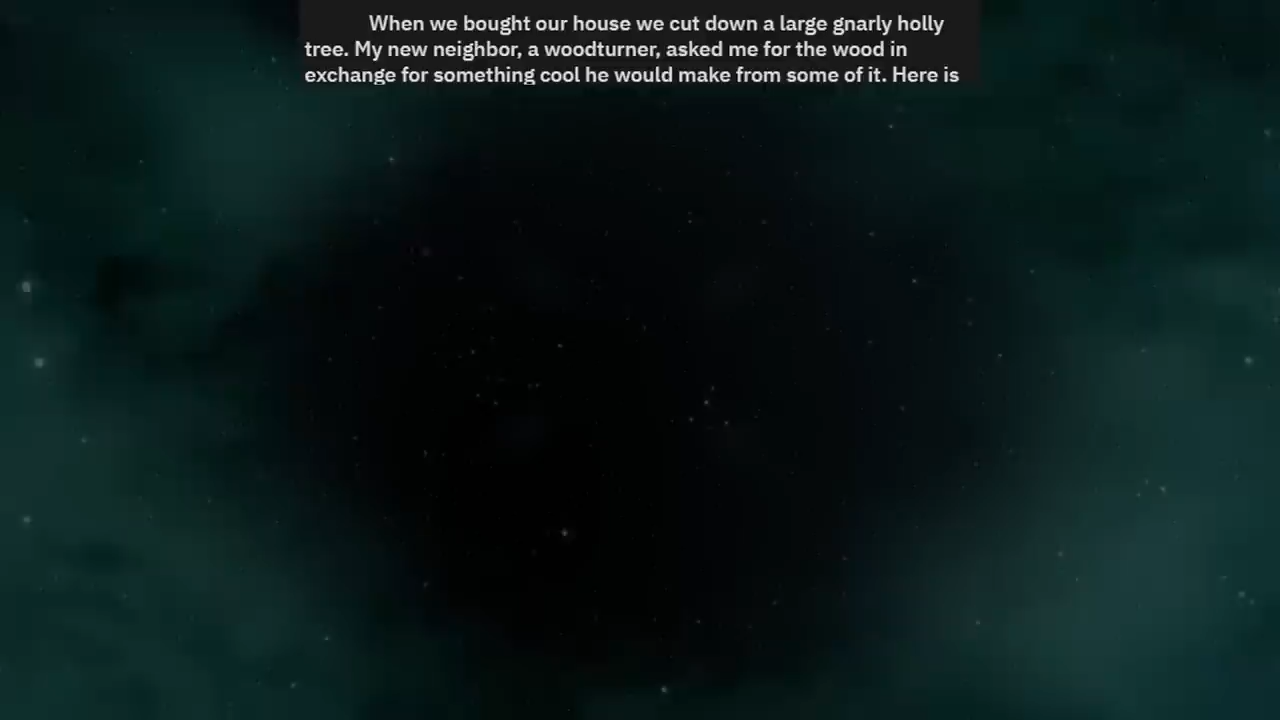 When we bought our house we cut down a large gnarly holly
tree. My new neighbor, a woodturner, asked me for the wood in
exchange for something cool he would make from some of it. Here is